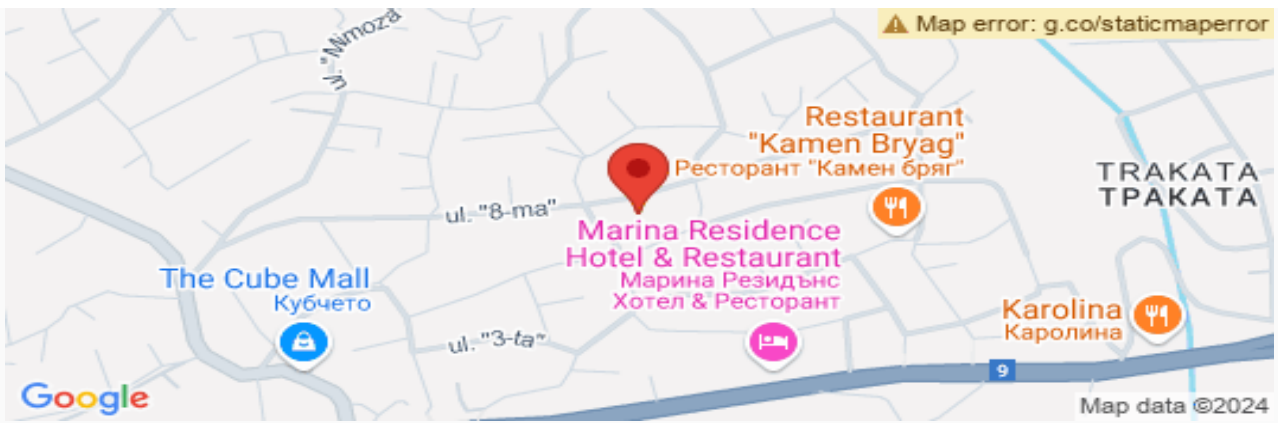 Map error: g.co/staticmaperror
ul. "Mimoza
Restaurant
"Kamen Bryag"
Ресторант "Камен бряг"
TRAKATA
ТРАКАТА
ul. "8-ma"
Marina Residence
Hotel & Restaurant
Марина Резидънс
Хотел & Ресторант
The Cube Mall
Кубчето
Karolina
Каролина
ul. "3-ta"
9
Google
Map data ©2024